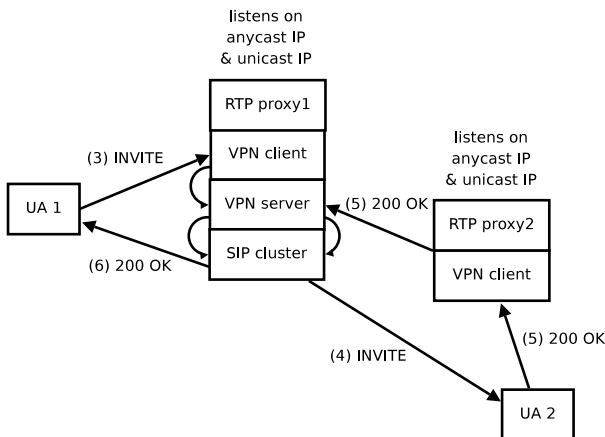 listens on
anycast IP
& unicast IP
RTP proxy1
VPN client
VPN server
SIP cluster
(3) INVITE
UA 1
(6) 200 OK
(5) 200 OK
listens on
anycast IP
& unicast IP
RTP proxy2
VPN client
(4) INVITE
(5) 200 OK
UA 2